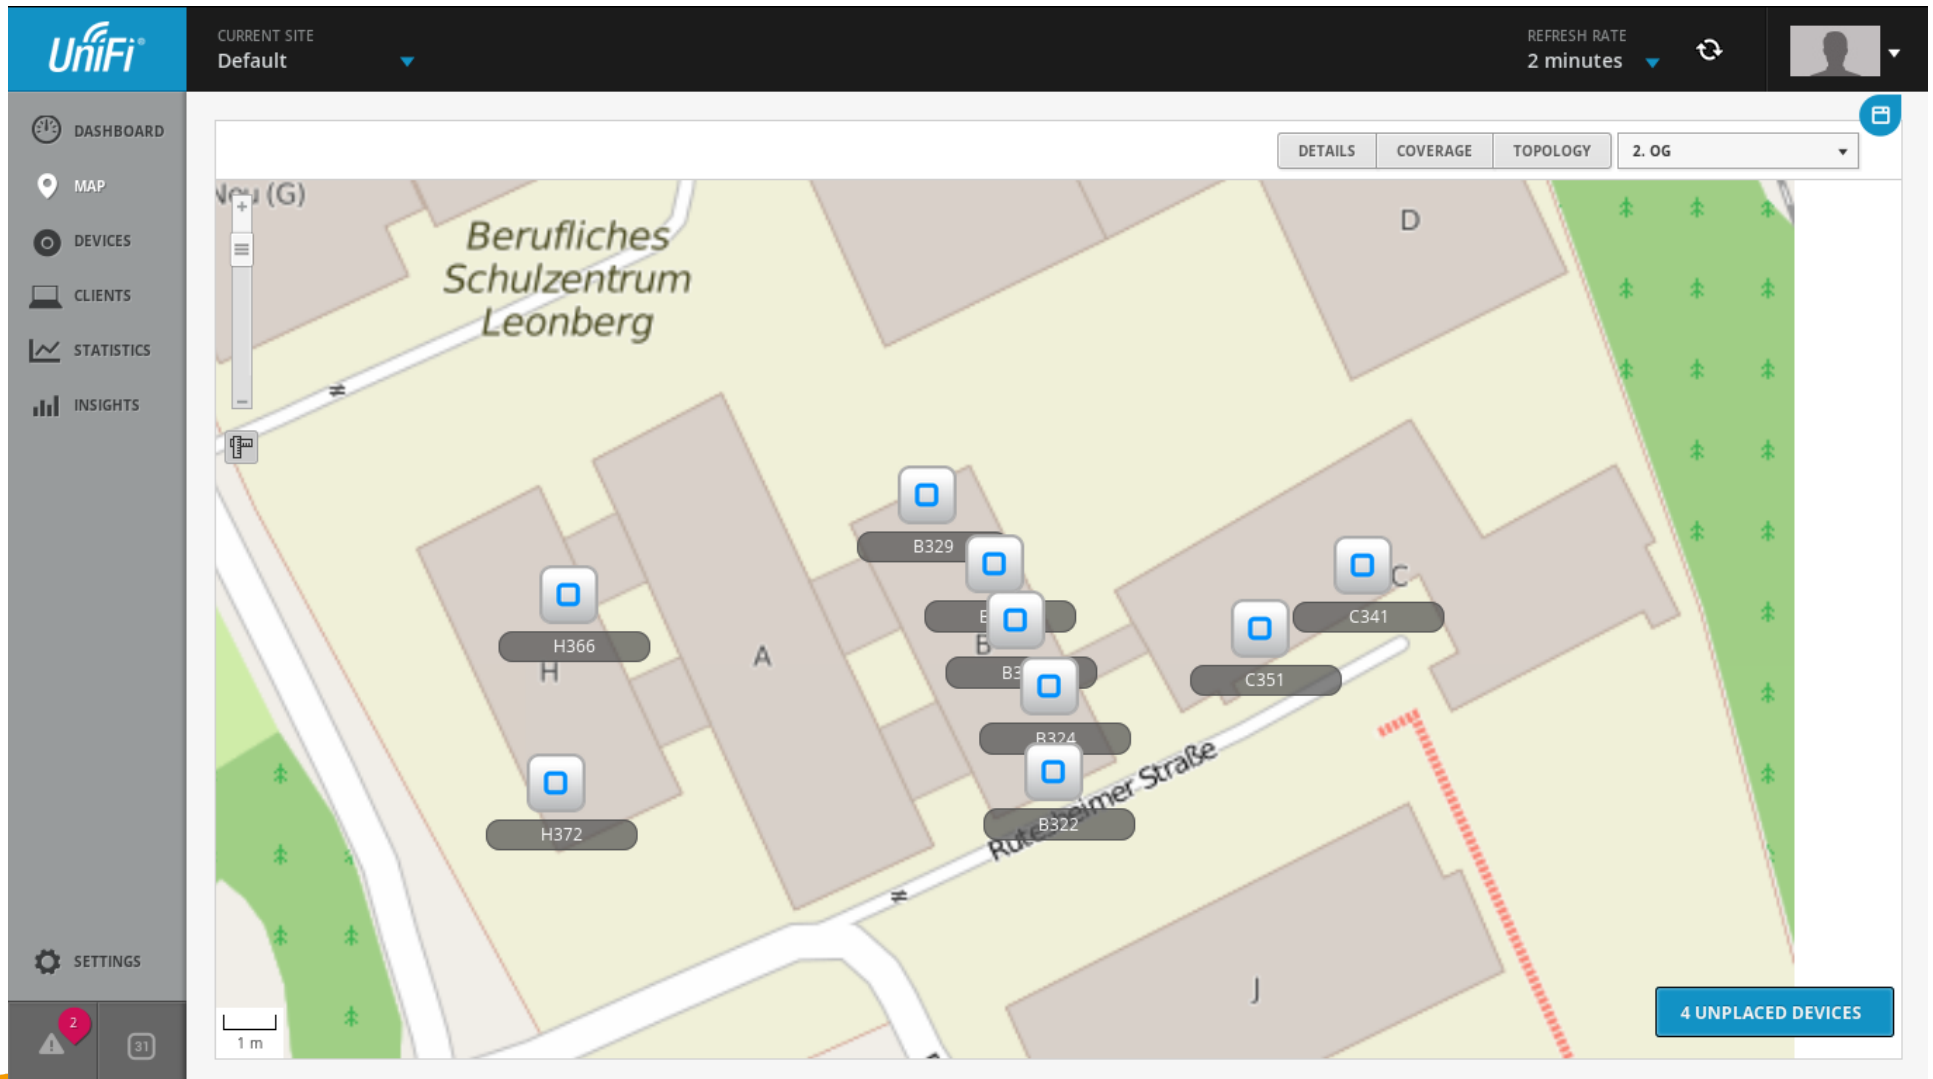 UniFi
CURRENT SITE
Default
REFRESH RATE
2 minutes
DASHBOARD
MAP
DEVICES
CLIENTS
STATISTICS
INSIGHTS
SETTINGS
2
31
DETAILS
COVERAGE
TOPOLOGY
2. OG
(G)
Berufliches
Schulzentrum
Leonberg
D
B329
C
C341
B
H366
H
A
C351
B324
B322
H372
Rutesheimer Straße
J
1 m
4 UNPLACED DEVICES